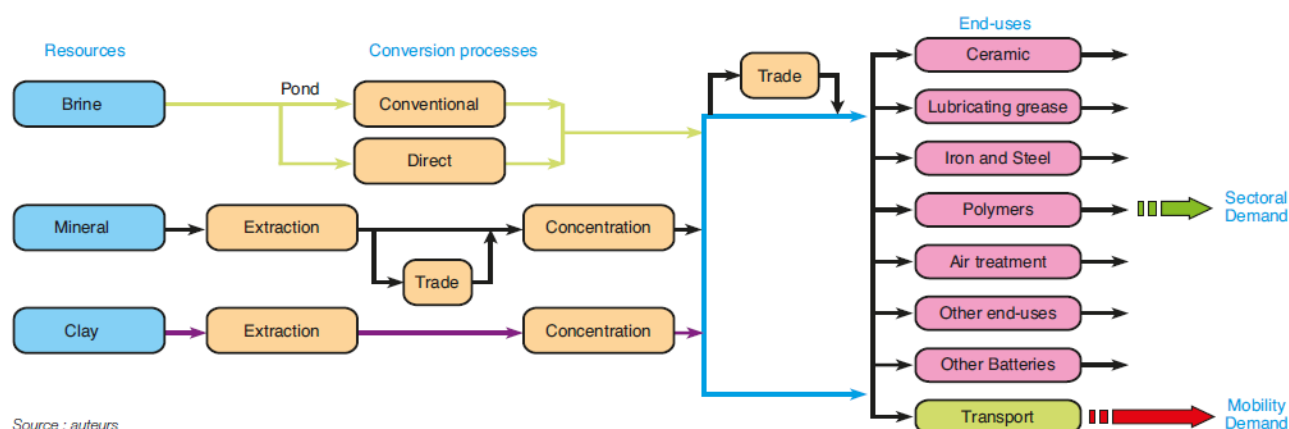 Resources
Conversion processes
End-uses
Brine
Pond
Conventional
Direct
Mineral
Extraction
Trade
Concentration
Clay
Extraction
Concentration
Trade
Ceramic
Lubricating grease
Iron and Steel
Polymers
Air treatment
Other end-uses
Other Batteries
Transport
Sectoral
Demand
Mobility
Demand
Source : auteurs